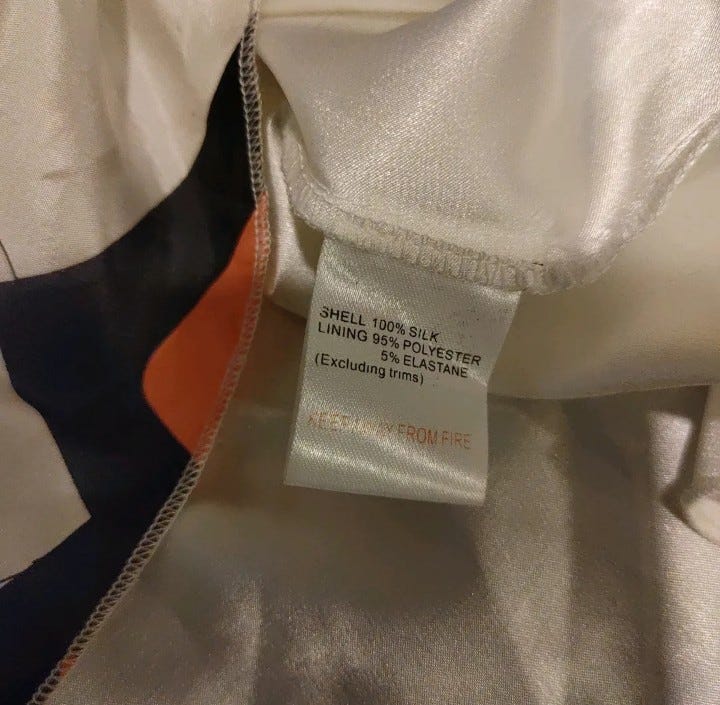 SHELL 100% SILK
LINING 95% POLYESTER
5% ELASTANE
(Excluding trims)
KEEP AWAY FROM FIRE